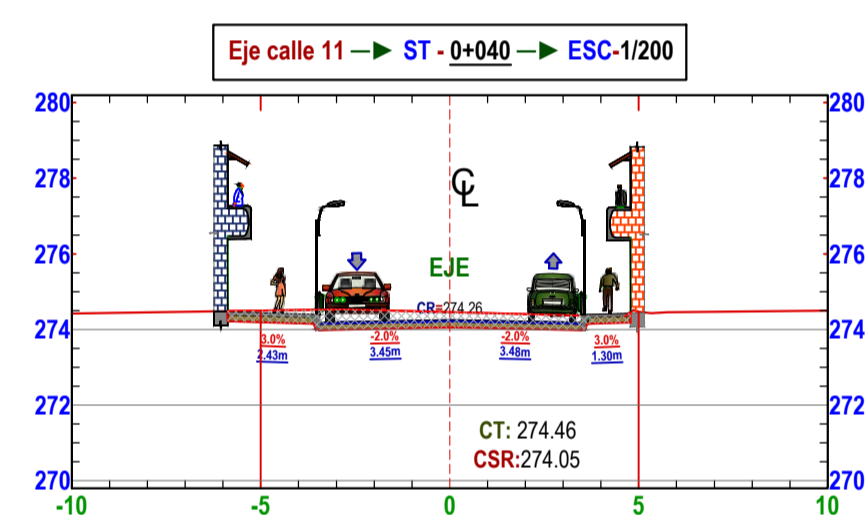 Eje calle 11 ST - 0+040 ESC-1/200
280 280
278 278
276 276
274 274
272 272
270 270
CL
EJE
CR=274.26
3.0% -2.0% -2.0% 3.0%
2.43m 3.45m 3.48m 1.30m
CT: 274.46
CSR:274.05
-10 -5 0 5 10